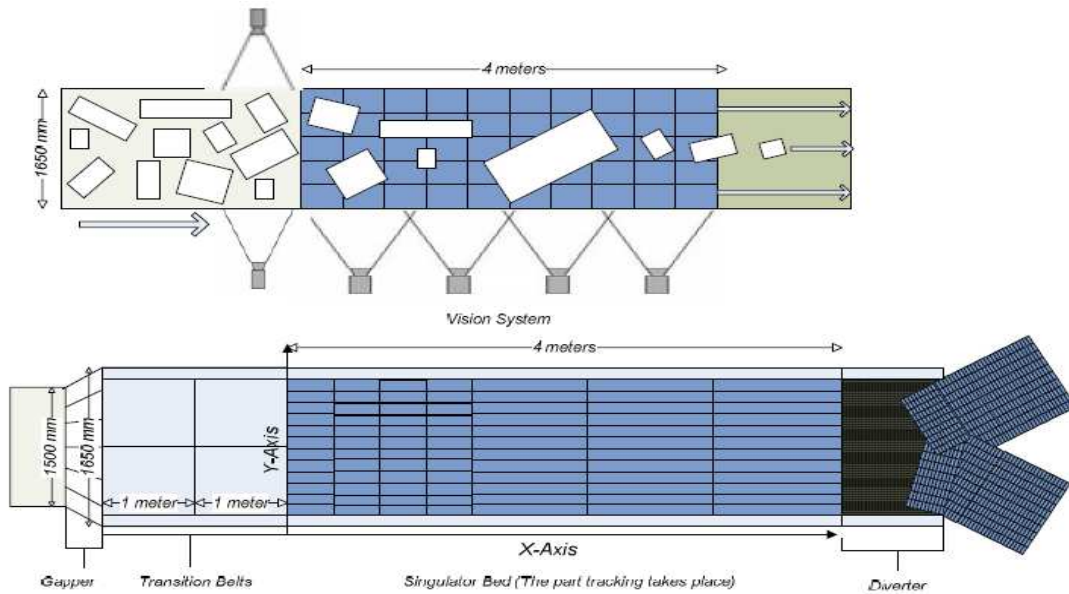 4 meters
1650 mm
Vision System
4 meters
1500 mm
1650 mm
Y-Axis
1 meter
1 meter
X-Axis
Gapper
Transition Belts
Singulator Bed (The part tracking takes place)
Diverter